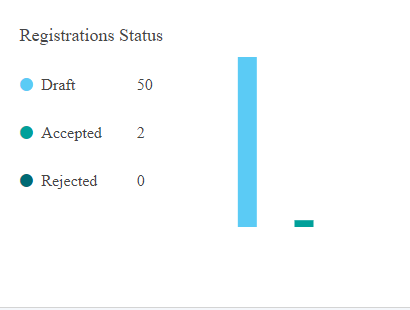 Registrations Status
Draft 50
Accepted 2
Rejected 0